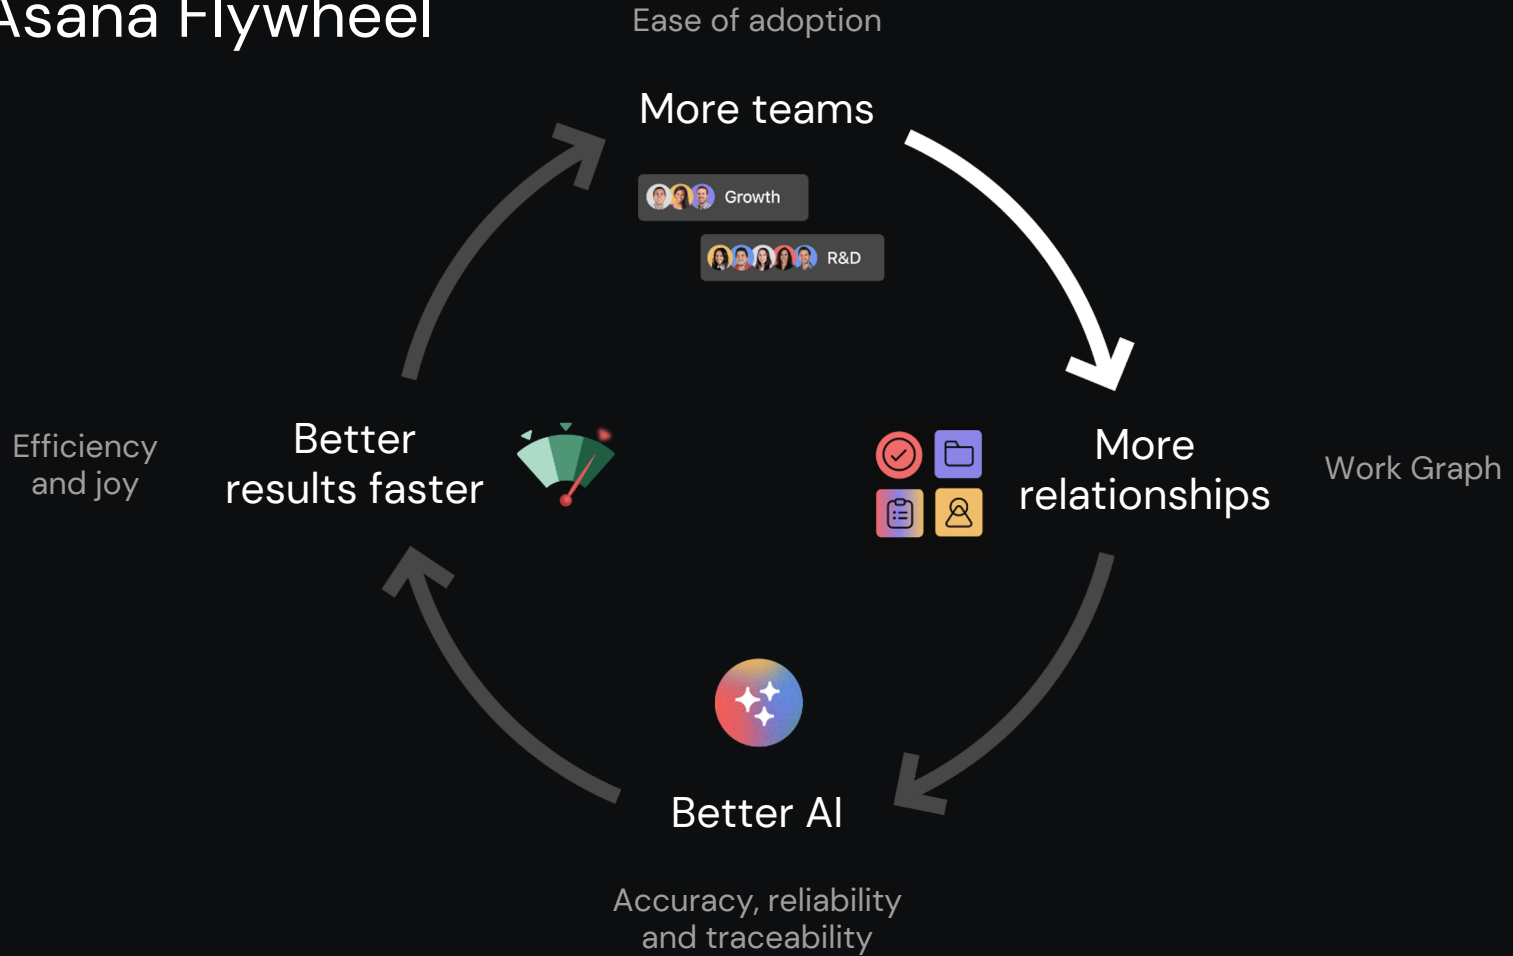 Asana Flywheel
Ease of adoption
More teams
Growth
R&D
Better
results faster
Efficiency
and joy
More
relationships
Work Graph
Better AI
Accuracy, reliability
and traceability